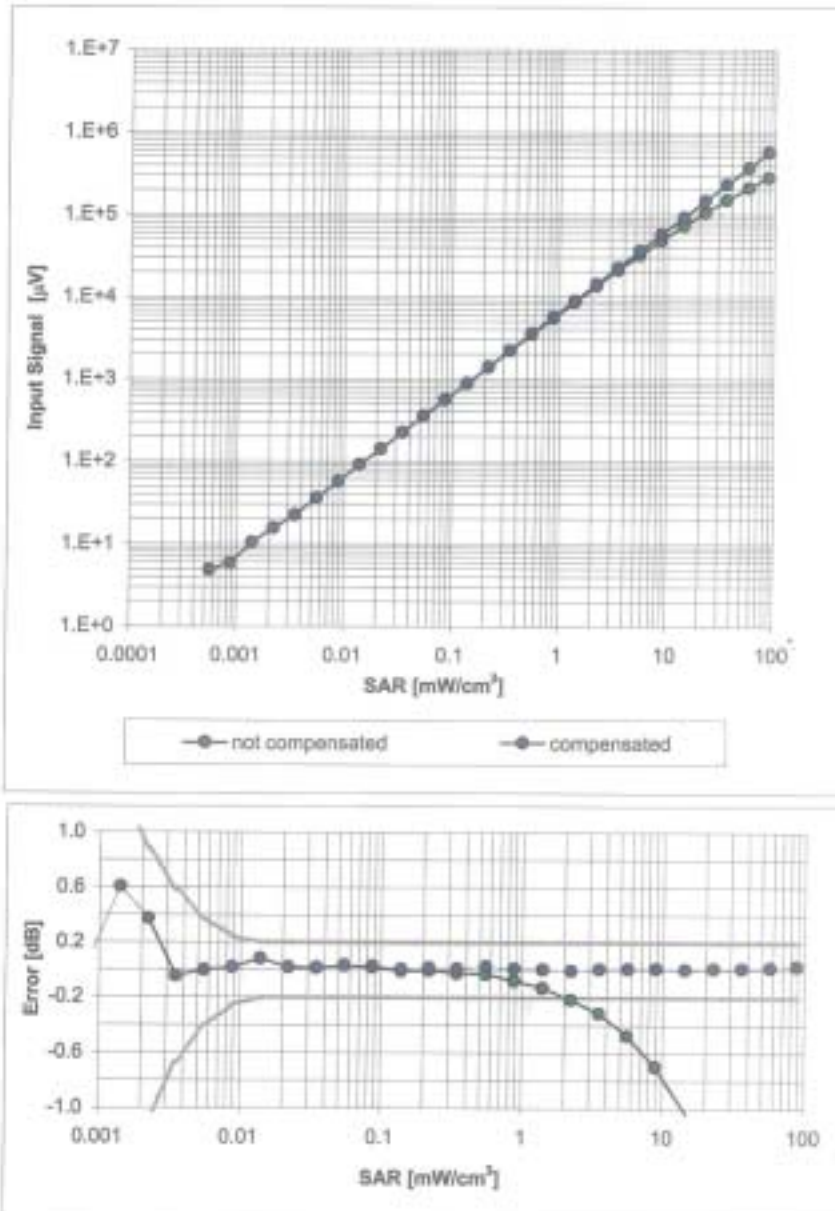 1.E+7
1.E+6
1.E+5
1.E+4
1.E+3
1.E+2
1.E+1
1.E+0
Input Signal [µV]
0.0001 0.001 0.01 0.1 1 10 100
SAR [mW/cm³]
not compensated compensated
1.0
0.6
0.2
-0.2
-0.6
-1.0
Error [dB]
0.001 0.01 0.1 1 10 100
SAR [mW/cm³]